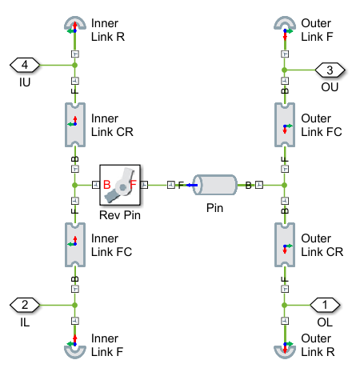 Inner
Link R
Outer
Link F
4
IU
3
OU
F
B
Inner
Link CR
Outer
Link FC
B
F
B F
F
B
Rev Pin
Pin
F
B
Inner
Link FC
Outer
Link CR
B
F
2
IL
1
OL
Inner
Link F
Outer
Link R